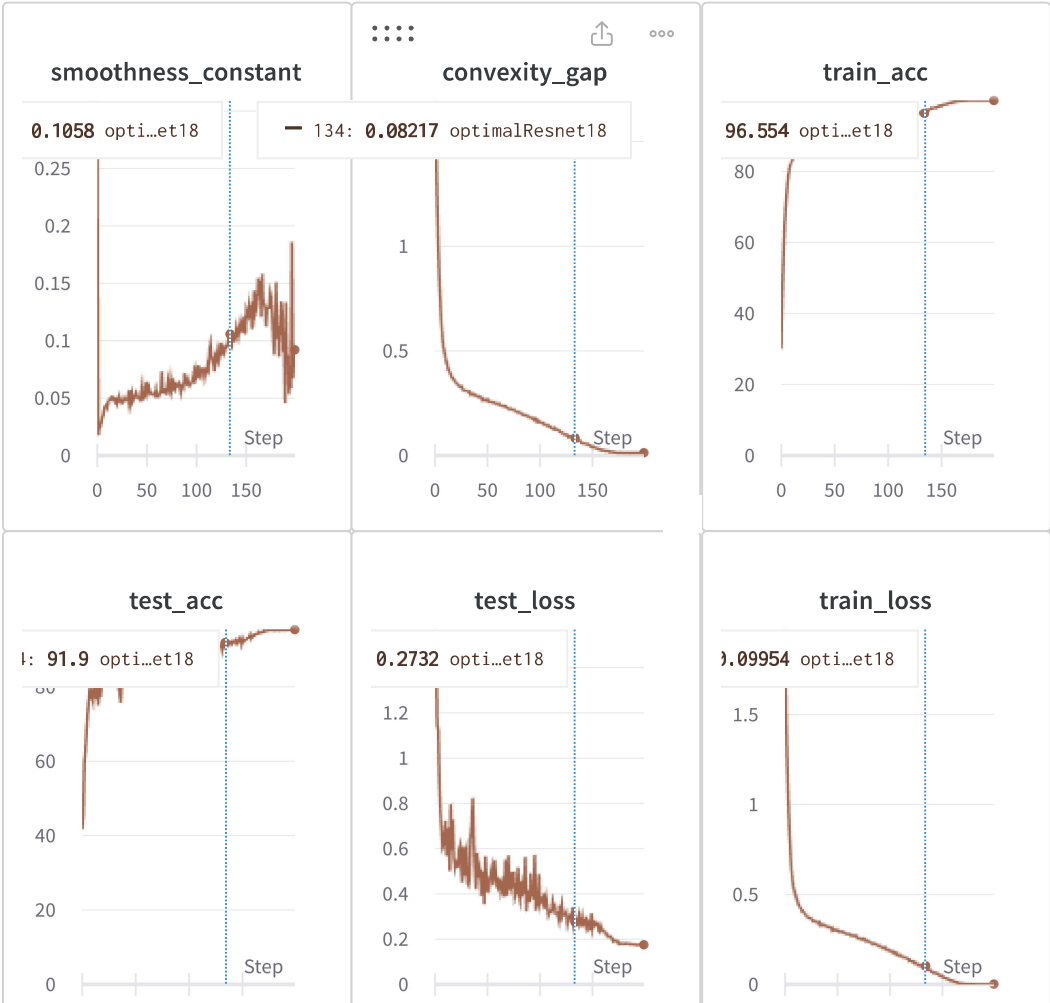 smoothness_constant
0.1058 opti...et18
0.25
0.2
0.15
0.1
0.05
0
Step
0 50 100 150
convexity_gap
134: 0.08217 optimalResnet18
1
0.5
0
Step
0 50 100 150
train_acc
96.554 opti...et18
80
60
40
20
0
Step
0 50 100 150
test_acc
4: 91.9 opti...et18
80
60
40
20
0
Step
test_loss
0.2732 opti...et18
1.2
1
0.8
0.6
0.4
0.2
0
Step
train_loss
0.09954 opti...et18
1.5
1
0.5
0
Step